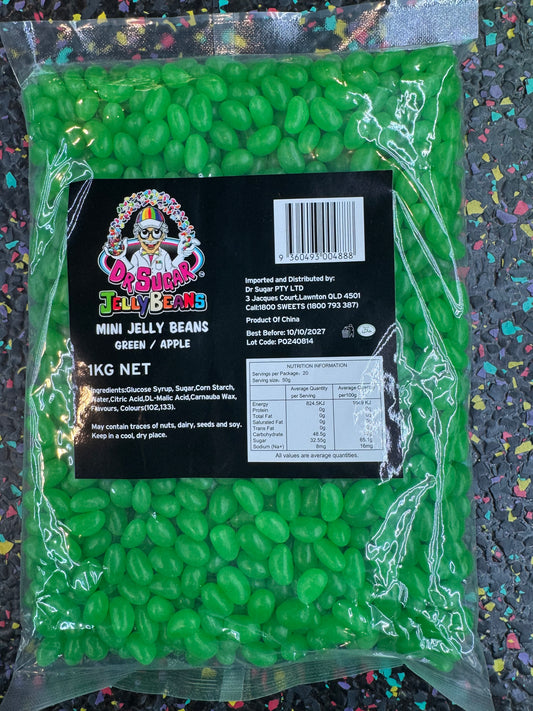 DR SUGAR
JELLYBEANS
MINI JELLY BEANS
GREEN / APPLE
1KG NET
Ingredients:Glucose Syrup, Sugar,Corn Starch,
Water,Citric Acid,DL-Malic Acid,Carnauba Wax,
Flavours, Colours(102,133).
May contain traces of nuts, dairy, seeds and soy.
Keep in a cool, dry place.
9 360493 004888
Imported and Distributed by:
Dr Sugar PTY LTD
3 Jacques Court,Lawnton QLD 4501
Call:1800 SWEETS (1800 793 387)
Product Of China
Best Before: 10/10/2027
Lot Code: PO240814
NUTRITION INFORMATION
Servings per Package: 20
Serving size: 50g
Average Quantity per Serving
Average Quantity per100g
Energy 824.5KJ
Protein 0g 0g
Total Fat 0g 0g
Saturated Fat 0g 0g
Trans Fat 0g 0g
Carbohydrate 48.5g
Sugar 32.55g 65.1g
Sodium (Na+) 8mg 16mg
All values are average quantities.